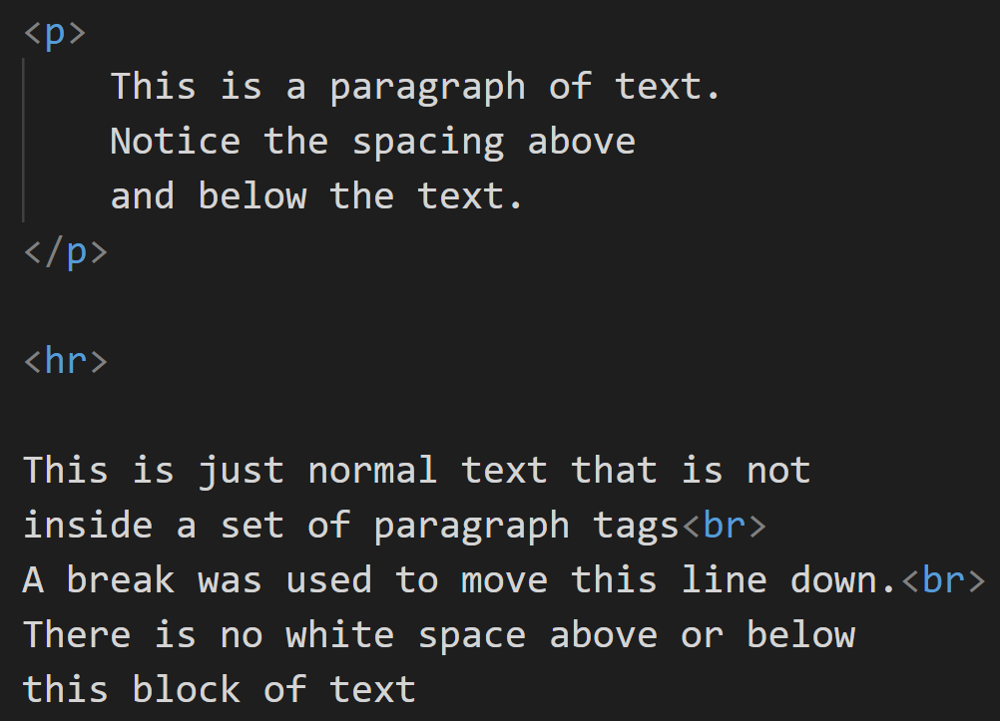 <p>
This is a paragraph of text.
Notice the spacing above
and below the text.
</p>
<hr>
This is just normal text that is not
inside a set of paragraph tags<br>
A break was used to move this line down.<br>
There is no white space above or below
this block of text